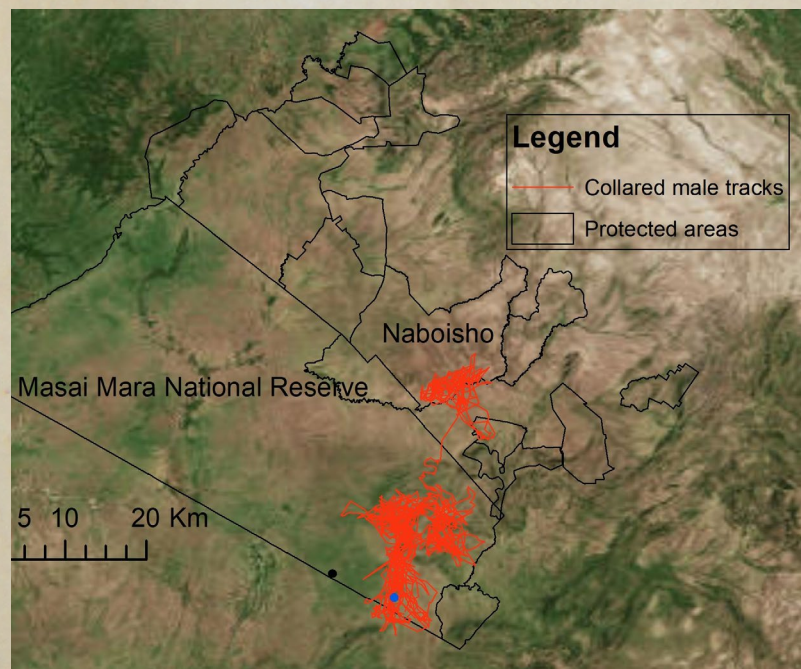 Legend
Collared male tracks
Protected areas
Naboisho
Masai Mara National Reserve
5 10 20 Km